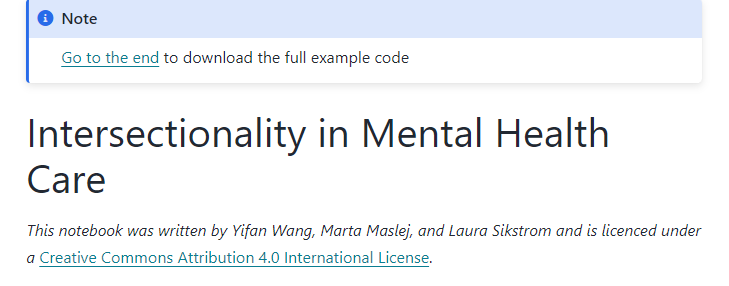 Note
Go to the end to download the full example code
Intersectionality in Mental Health
Care
This notebook was written by Yifan Wang, Marta Maslej, and Laura Sikstrom and is licenced under
a Creative Commons Attribution 4.0 International License.